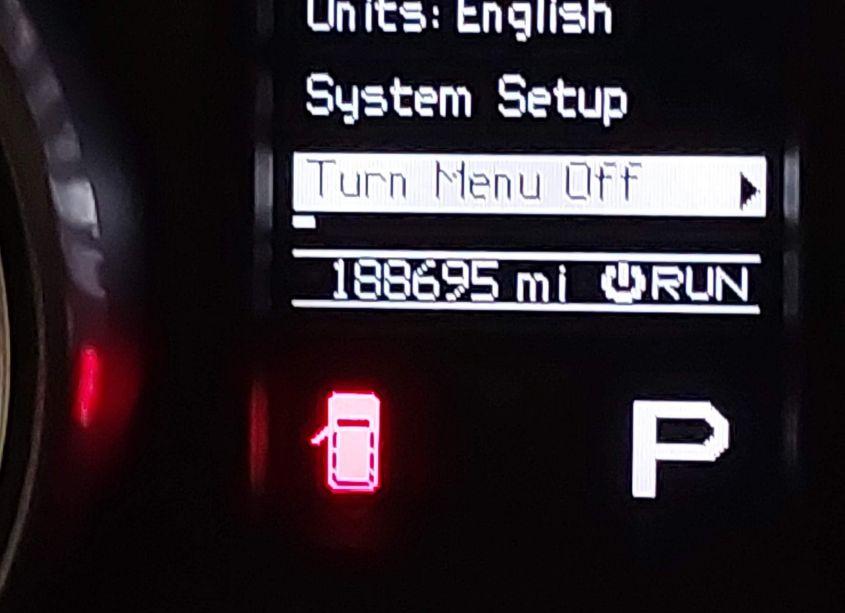 Units: English
System Setup
Turn Menu Off
188695 mi RUN
P